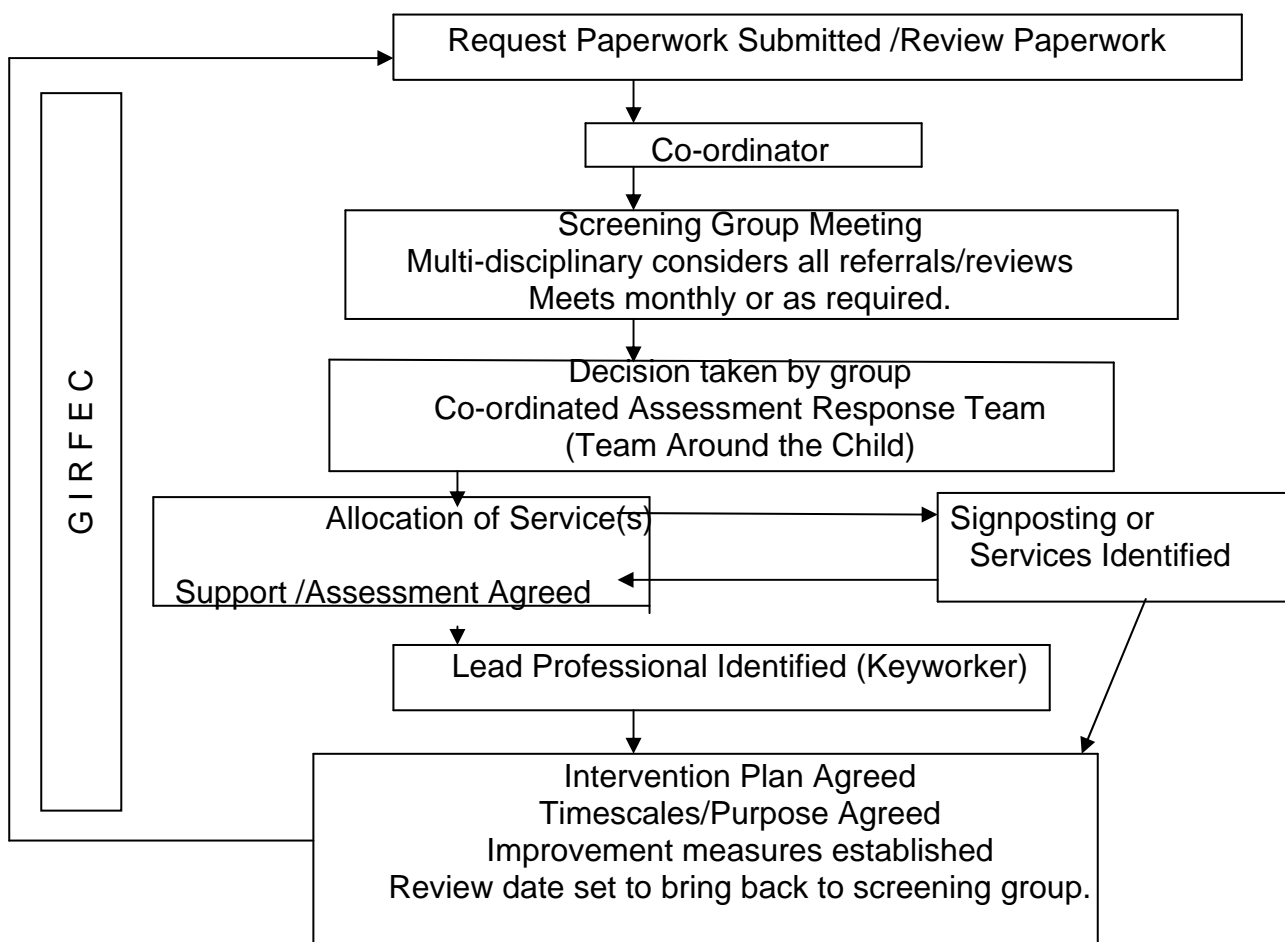 Request Paperwork Submitted /Review Paperwork
Co-ordinator
Screening Group Meeting
Multi-disciplinary considers all referrals/reviews
Meets monthly or as required.
Decision taken by group
Co-ordinated Assessment Response Team
(Team Around the Child)
GIRFEC
Allocation of Service(s)
Support /Assessment Agreed
Signposting or
Services Identified
Lead Professional Identified (Keyworker)
Intervention Plan Agreed
Timescales/Purpose Agreed
Improvement measures established
Review date set to bring back to screening group.